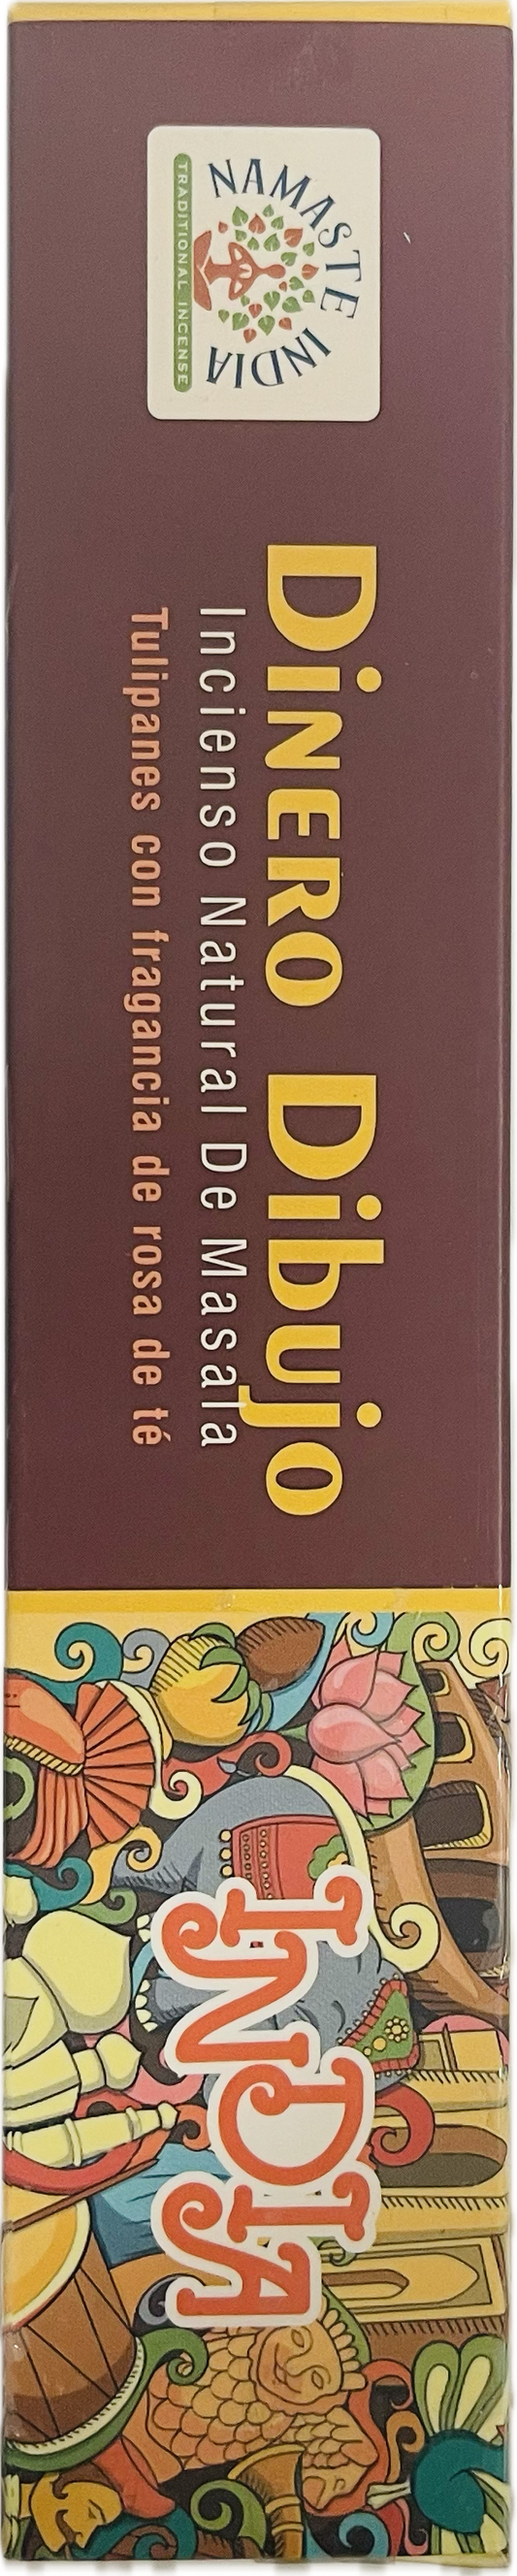 NAMASTE INDIA
TRADITIONAL INCENSE
DiNERO Dibujo
Incienso Natural De Masala
Tulipanes con fragancia de rosa de té
INDIA